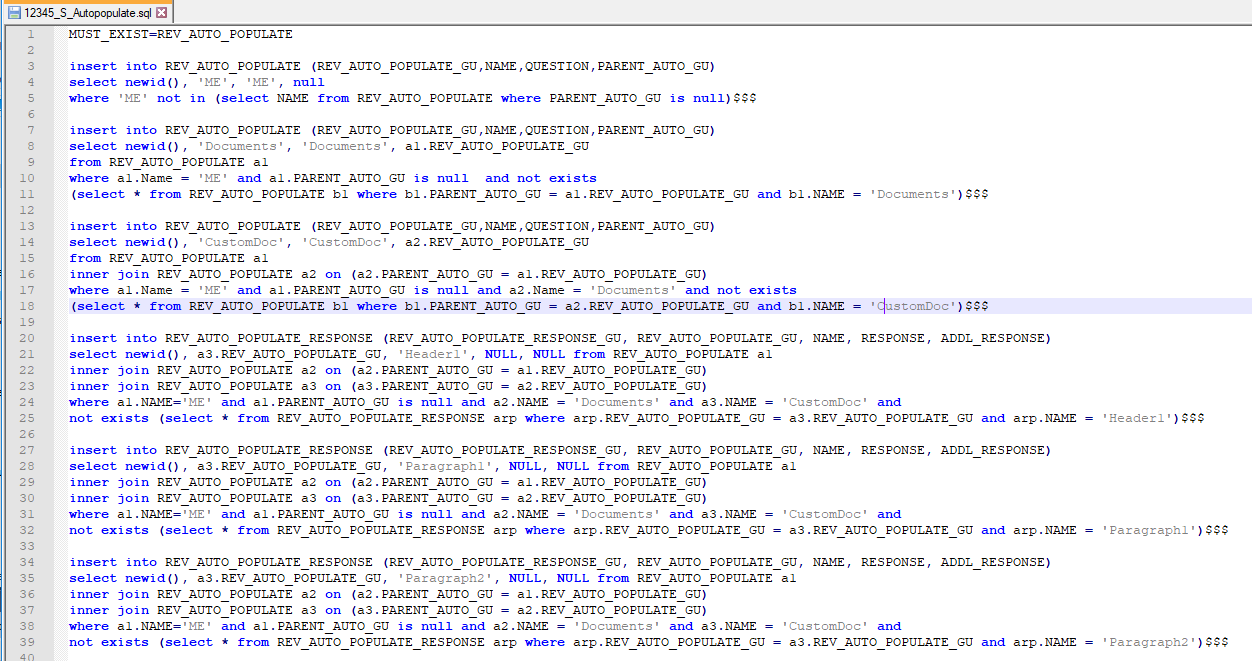 12345_S_Autopopulate.sql
1 MUST_EXIST=REV_AUTO_POPULATE
2
3 insert into REV_AUTO_POPULATE (REV_AUTO_POPULATE_GU,NAME,QUESTION,PARENT_AUTO_GU)
4 select newid(), 'ME', 'ME', null
5 where 'ME' not in (select NAME from REV_AUTO_POPULATE where PARENT_AUTO_GU is null)$$$
6
7 insert into REV_AUTO_POPULATE (REV_AUTO_POPULATE_GU,NAME,QUESTION,PARENT_AUTO_GU)
8 select newid(), 'Documents', 'Documents', a1.REV_AUTO_POPULATE_GU
9 from REV_AUTO_POPULATE a1
10 where a1.Name = 'ME' and a1.PARENT_AUTO_GU is null  and not exists
11 (select * from REV_AUTO_POPULATE b1 where b1.PARENT_AUTO_GU = a1.REV_AUTO_POPULATE_GU and b1.NAME = 'Documents')$$$
12
13 insert into REV_AUTO_POPULATE (REV_AUTO_POPULATE_GU,NAME,QUESTION,PARENT_AUTO_GU)
14 select newid(), 'CustomDoc', 'CustomDoc', a2.REV_AUTO_POPULATE_GU
15 from REV_AUTO_POPULATE a1
16 inner join REV_AUTO_POPULATE a2 on (a2.PARENT_AUTO_GU = a1.REV_AUTO_POPULATE_GU)
17 where a1.Name = 'ME' and a1.PARENT_AUTO_GU is null and a2.Name = 'Documents' and not exists
18 (select * from REV_AUTO_POPULATE b1 where b1.PARENT_AUTO_GU = a2.REV_AUTO_POPULATE_GU and b1.NAME = 'CustomDoc')$$$
19
20 insert into REV_AUTO_POPULATE_RESPONSE (REV_AUTO_POPULATE_RESPONSE_GU, REV_AUTO_POPULATE_GU, NAME, RESPONSE, ADDL_RESPONSE)
21 select newid(), a3.REV_AUTO_POPULATE_GU, 'Header1', NULL, NULL from REV_AUTO_POPULATE a1
22 inner join REV_AUTO_POPULATE a2 on (a2.PARENT_AUTO_GU = a1.REV_AUTO_POPULATE_GU)
23 inner join REV_AUTO_POPULATE a3 on (a3.PARENT_AUTO_GU = a2.REV_AUTO_POPULATE_GU)
24 where a1.NAME='ME' and a1.PARENT_AUTO_GU is null and a2.NAME = 'Documents' and a3.NAME = 'CustomDoc' and
25 not exists (select * from REV_AUTO_POPULATE_RESPONSE arp where arp.REV_AUTO_POPULATE_GU = a3.REV_AUTO_POPULATE_GU and arp.NAME = 'Header1')$$$
26
27 insert into REV_AUTO_POPULATE_RESPONSE (REV_AUTO_POPULATE_RESPONSE_GU, REV_AUTO_POPULATE_GU, NAME, RESPONSE, ADDL_RESPONSE)
28 select newid(), a3.REV_AUTO_POPULATE_GU, 'Paragraph1', NULL, NULL from REV_AUTO_POPULATE a1
29 inner join REV_AUTO_POPULATE a2 on (a2.PARENT_AUTO_GU = a1.REV_AUTO_POPULATE_GU)
30 inner join REV_AUTO_POPULATE a3 on (a3.PARENT_AUTO_GU = a2.REV_AUTO_POPULATE_GU)
31 where a1.NAME='ME' and a1.PARENT_AUTO_GU is null and a2.NAME = 'Documents' and a3.NAME = 'CustomDoc' and
32 not exists (select * from REV_AUTO_POPULATE_RESPONSE arp where arp.REV_AUTO_POPULATE_GU = a3.REV_AUTO_POPULATE_GU and arp.NAME = 'Paragraph1')$$$
33
34 insert into REV_AUTO_POPULATE_RESPONSE (REV_AUTO_POPULATE_RESPONSE_GU, REV_AUTO_POPULATE_GU, NAME, RESPONSE, ADDL_RESPONSE)
35 select newid(), a3.REV_AUTO_POPULATE_GU, 'Paragraph2', NULL, NULL from REV_AUTO_POPULATE a1
36 inner join REV_AUTO_POPULATE a2 on (a2.PARENT_AUTO_GU = a1.REV_AUTO_POPULATE_GU)
37 inner join REV_AUTO_POPULATE a3 on (a3.PARENT_AUTO_GU = a2.REV_AUTO_POPULATE_GU)
38 where a1.NAME='ME' and a1.PARENT_AUTO_GU is null and a2.NAME = 'Documents' and a3.NAME = 'CustomDoc' and
39 not exists (select * from REV_AUTO_POPULATE_RESPONSE arp where arp.REV_AUTO_POPULATE_GU = a3.REV_AUTO_POPULATE_GU and arp.NAME = 'Paragraph2')$$$
40